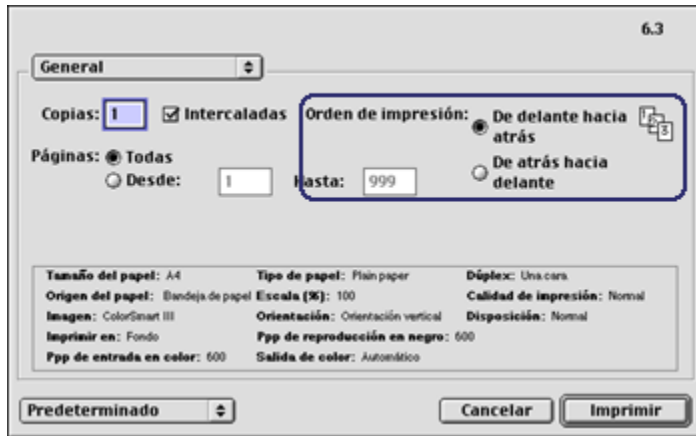 6.3
General
Copias: 1 Intercaladas Orden de impresión: De delante hacia atrás
Páginas: Todas De atrás hacia delante
Desde: 1 Hasta: 999
Tamaño del papel: A4 Tipo de papel: Plain paper Dúplex: Una cara.
Origen del papel: Bandeja de papel Escala (%): 100 Calidad de impresión: Normal
Imagen: ColorSmart III Orientación: Orientación vertical Disposición: Normal
Imprimir en: Fondo Ppp de reproducción en negro: 600
Ppp de entrada en color: 600 Salida de color: Automático
Predeterminado Cancelar Imprimir